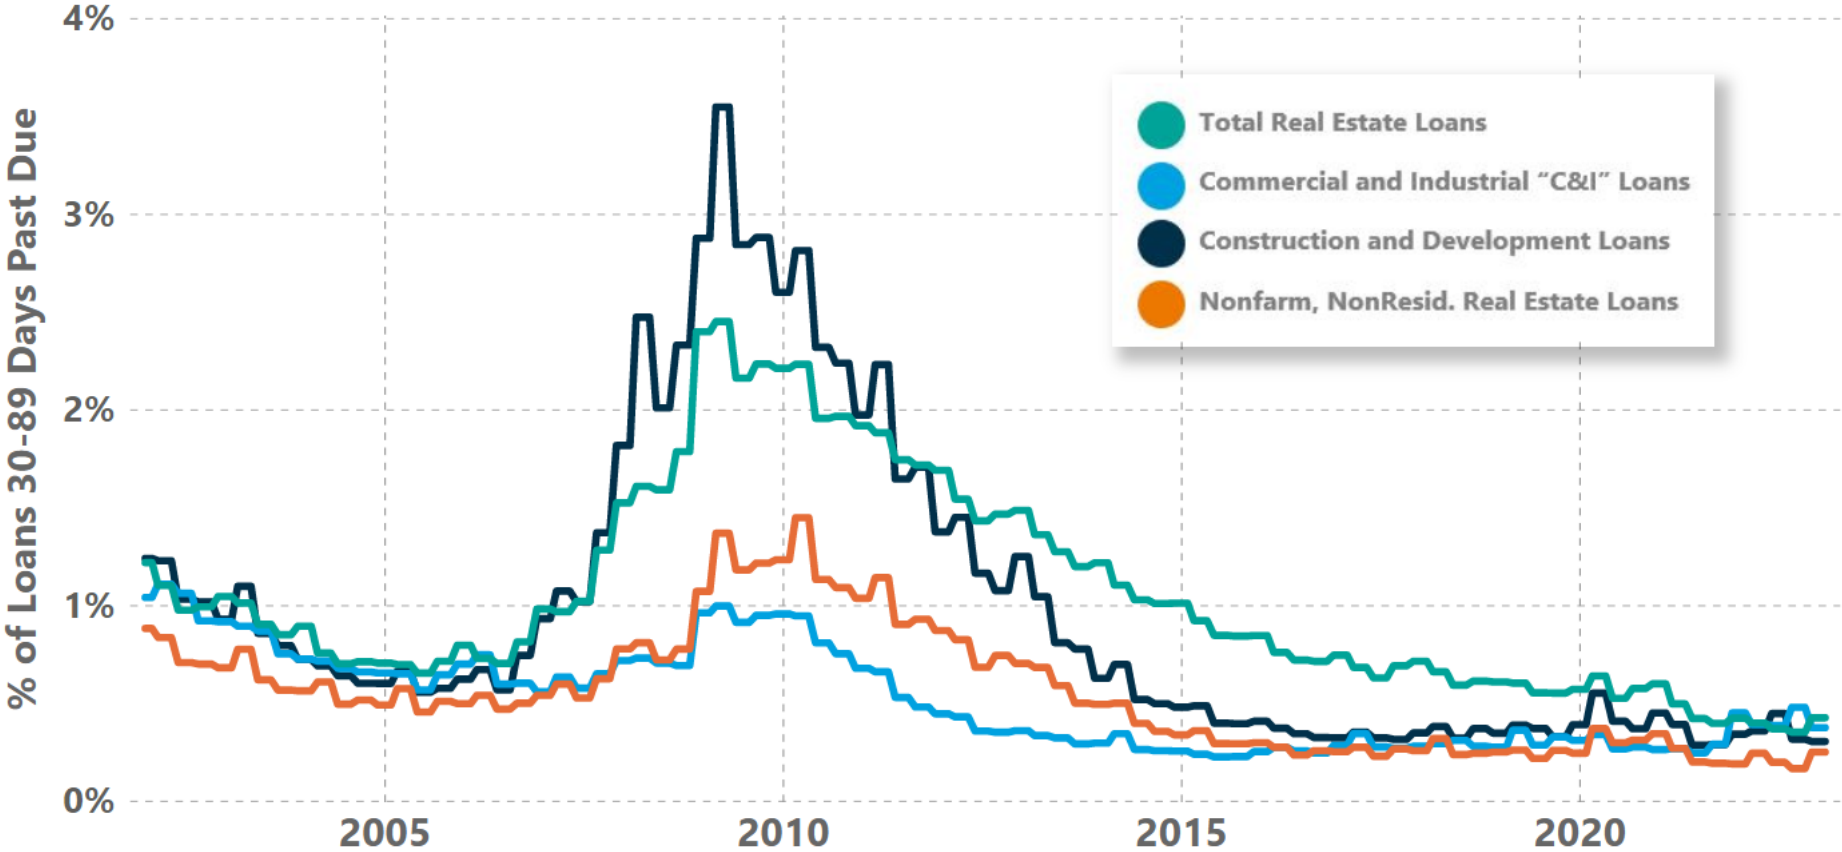 % of Loans 30-89 Days Past Due
4%
3%
2%
1%
0%
2005
2010
2015
2020
Total Real Estate Loans
Commercial and Industrial “C&I” Loans
Construction and Development Loans
Nonfarm, NonResid. Real Estate Loans